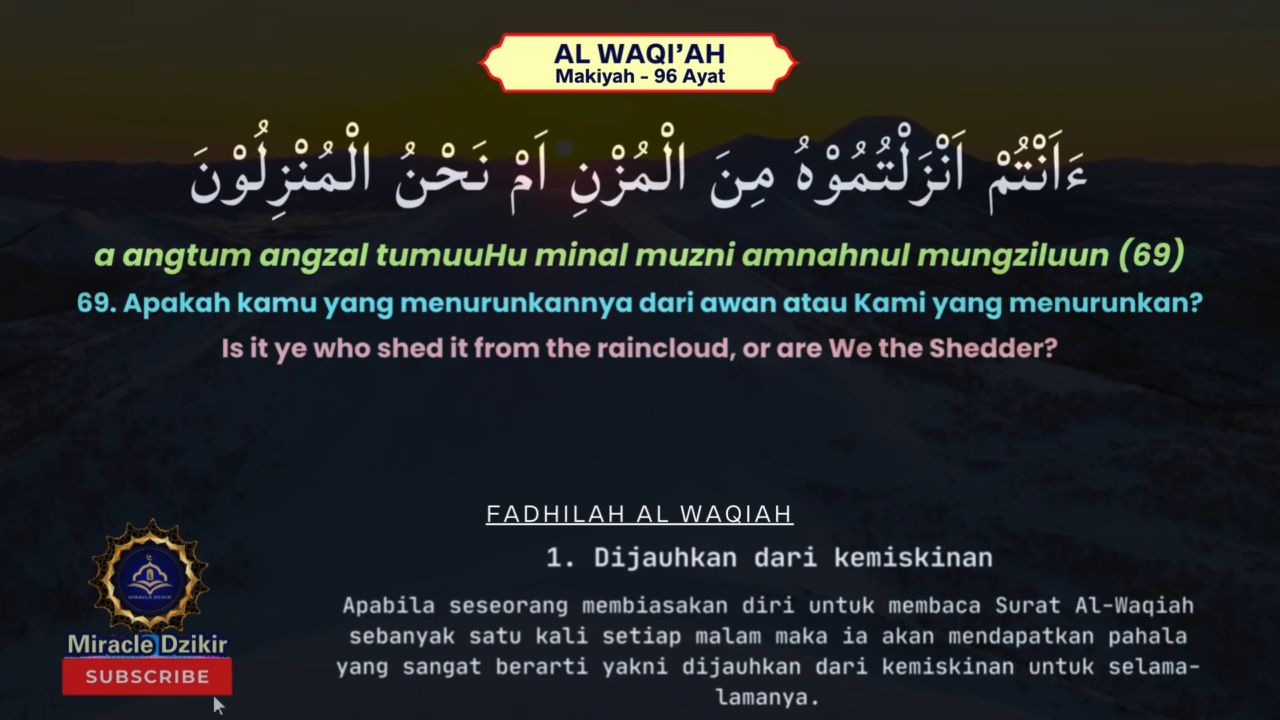 AL WAQI’AH
Makiyah - 96 Ayat
ءَاَنْتُمْ اَنْزَلْتُمُوْهُ مِنَ الْمُزْنِ اَمْ نَحْنُ الْمُنْزِلُوْنَ
a angtum angzal tumuuHu minal muzni amnahnul mungziluun (69)
69. Apakah kamu yang menurunkannya dari awan atau Kami yang menurunkan?
Is it ye who shed it from the raincloud, or are We the Shedder?
FADHILAH AL WAQIAH
1. Dijauhkan dari kemiskinan
Apabila seseorang membiasakan diri untuk membaca Surat Al-Waqiah
sebanyak satu kali setiap malam maka ia akan mendapatkan pahala
yang sangat berarti yakni dijauhkan dari kemiskinan untuk selama-
lamanya.
MIRACLE DZIKIR
Miracle Dzikir
SUBSCRIBE